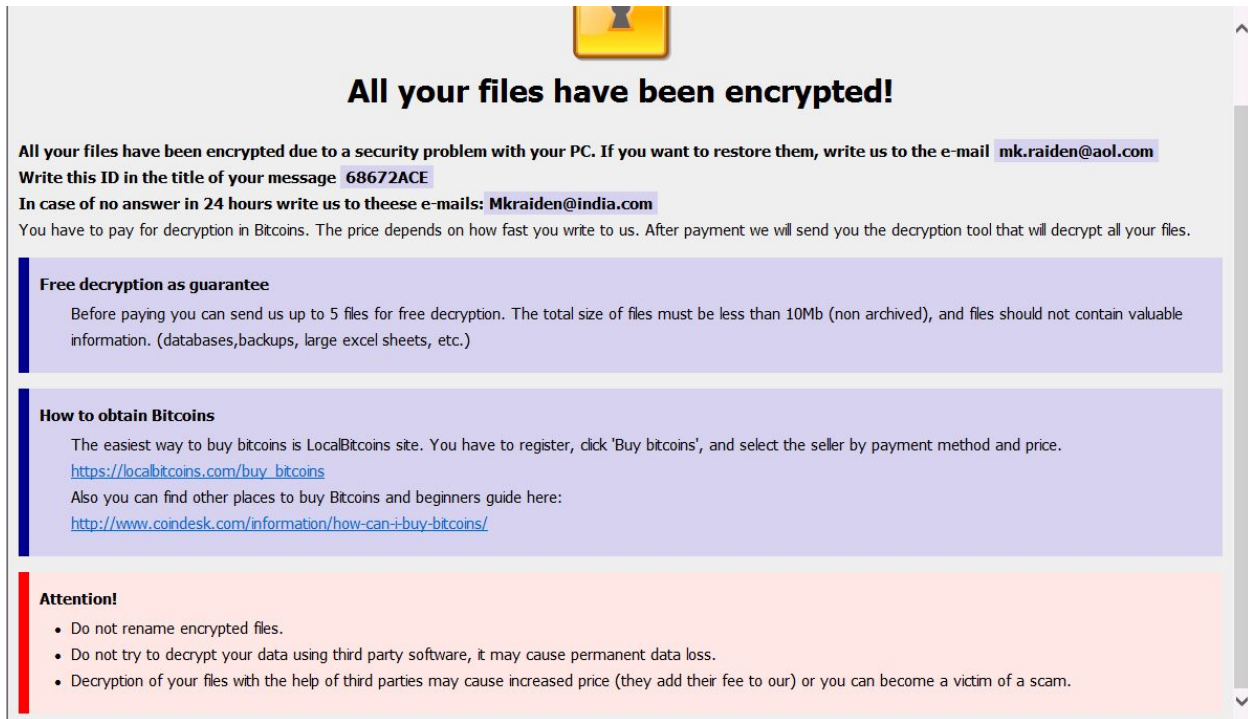 All your files have been encrypted!
All your files have been encrypted due to a security problem with your PC. If you want to restore them, write us to the e-mail mk.raiden@aol.com
Write this ID in the title of your message 68672ACE
In case of no answer in 24 hours write us to theese e-mails: Mkraiden@india.com
You have to pay for decryption in Bitcoins. The price depends on how fast you write to us. After payment we will send you the decryption tool that will decrypt all your files.
Free decryption as guarantee
Before paying you can send us up to 5 files for free decryption. The total size of files must be less than 10Mb (non archived), and files should not contain valuable
information. (databases,backups, large excel sheets, etc.)
How to obtain Bitcoins
The easiest way to buy bitcoins is LocalBitcoins site. You have to register, click 'Buy bitcoins', and select the seller by payment method and price.
https://localbitcoins.com/buy_bitcoins
Also you can find other places to buy Bitcoins and beginners guide here:
http://www.coindesk.com/information/how-can-i-buy-bitcoins/
Attention!
• Do not rename encrypted files.
• Do not try to decrypt your data using third party software, it may cause permanent data loss.
• Decryption of your files with the help of third parties may cause increased price (they add their fee to our) or you can become a victim of a scam.